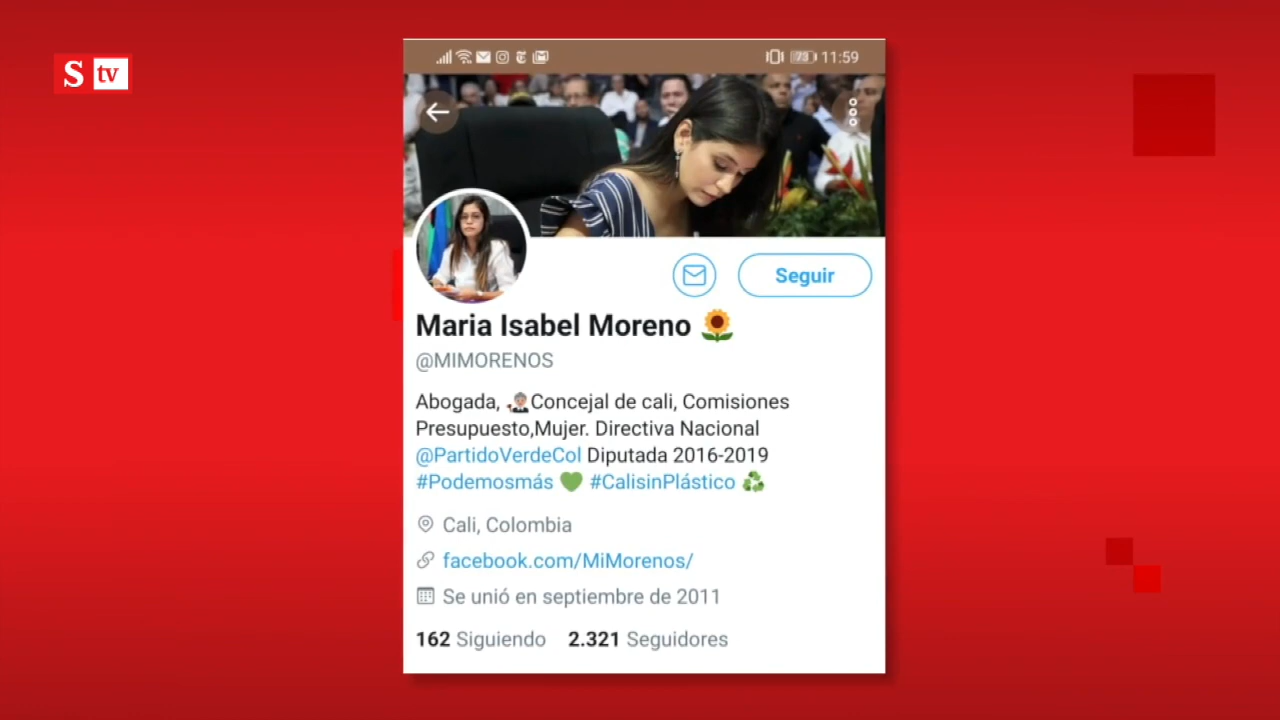 S tv
73 11:59
Seguir
Maria Isabel Moreno 🌻
@MIMORENOS
Abogada, Concejal de cali, Comisiones
Presupuesto,Mujer. Directiva Nacional
@PartidoVerdeCol Diputada 2016-2019
#Podemosmás 💚 #CalisinPlástico ♻️
Cali, Colombia
facebook.com/MiMorenos/
Se unió en septiembre de 2011
162 Siguiendo 2.321 Seguidores